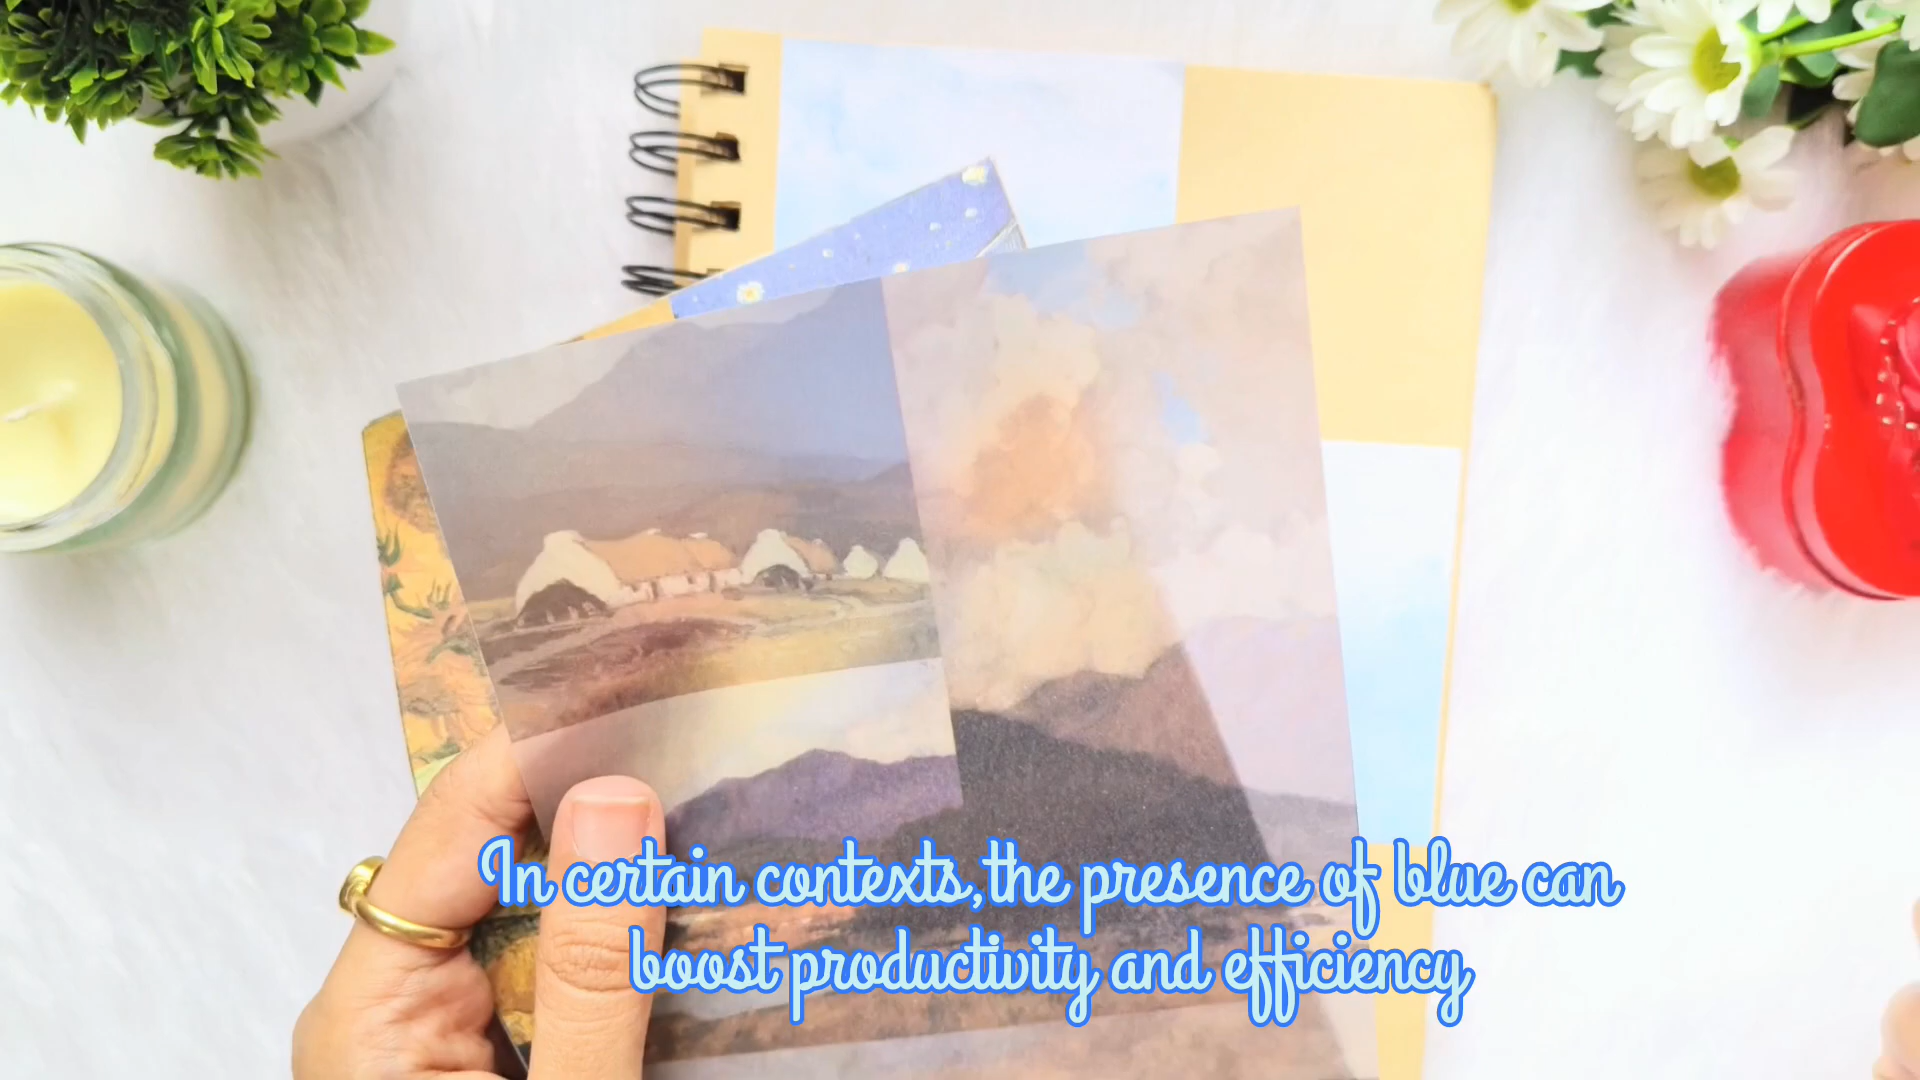 In certain contexts,the presence of blue can
boost productivity and efficiency